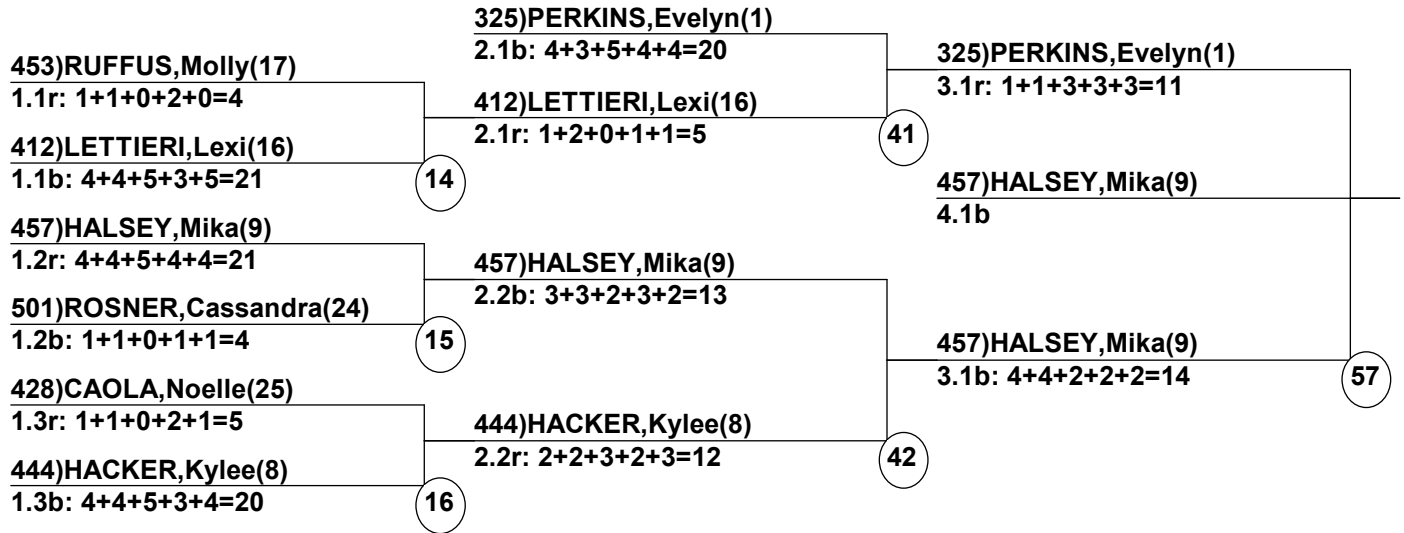 453)RUFFUS,Molly(17)
1.1r: 1+1+0+2+0=4
412)LETTIERI,Lexi(16)
1.1b: 4+4+5+3+5=21
14
457)HALSEY,Mika(9)
1.2r: 4+4+5+4+4=21
501)ROSNER,Cassandra(24)
1.2b: 1+1+0+1+1=4
15
428)CAOLA,Noelle(25)
1.3r: 1+1+0+2+1=5
444)HACKER,Kylee(8)
1.3b: 4+4+5+3+4=20
16
325)PERKINS,Evelyn(1)
2.1b: 4+3+5+4+4=20
412)LETTIERI,Lexi(16)
2.1r: 1+2+0+1+1=5
41
457)HALSEY,Mika(9)
2.2b: 3+3+2+3+2=13
444)HACKER,Kylee(8)
2.2r: 2+2+3+2+3=12
42
325)PERKINS,Evelyn(1)
3.1r: 1+1+3+3+3=11
457)HALSEY,Mika(9)
4.1b
457)HALSEY,Mika(9)
3.1b: 4+4+2+2+2=14
57